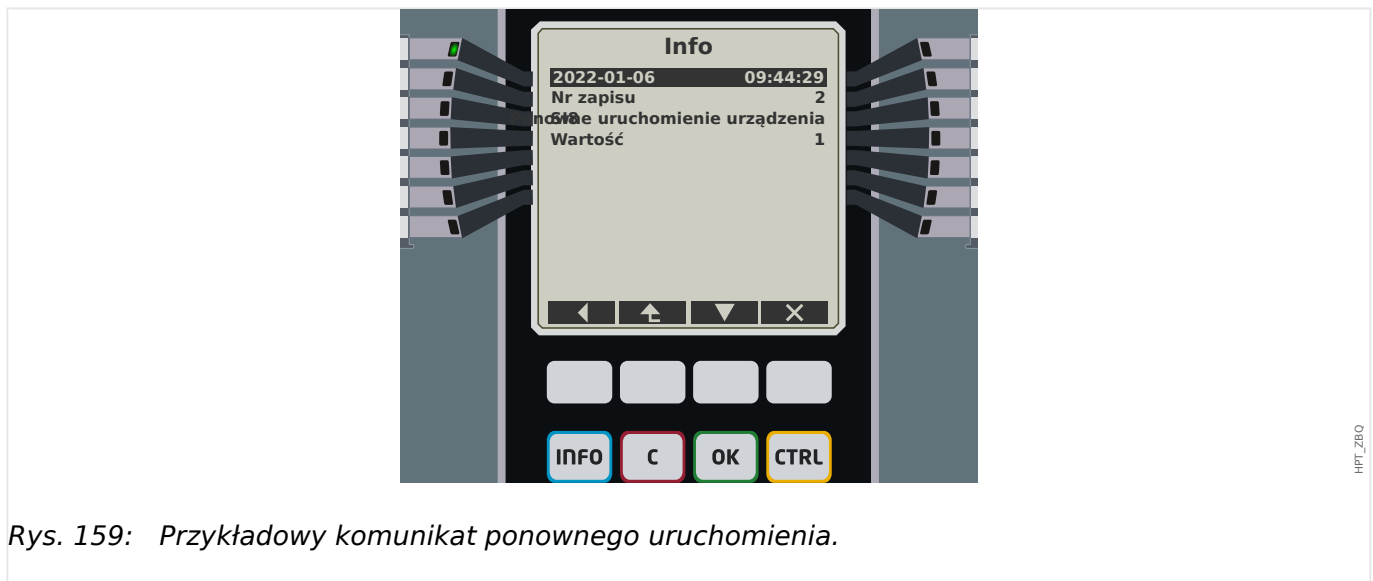 Info
2022-01-06 09:44:29
Nr zapisu 2
uruchomienie urządzenia
Wartość 1
INFO C OK CTRL
HPT_ZBQ
Rys. 159: Przykładowy komunikat ponownego uruchomienia.